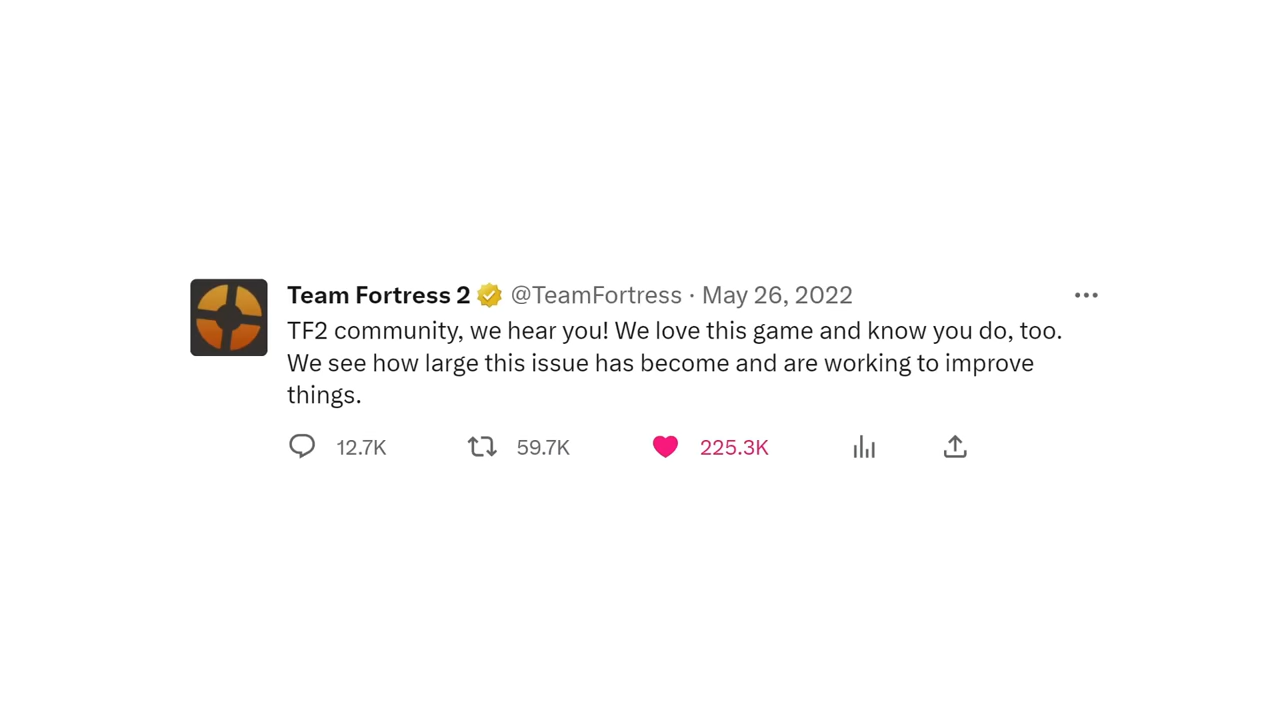 Team Fortress 2 @TeamFortress · May 26, 2022
TF2 community, we hear you! We love this game and know you do, too.
We see how large this issue has become and are working to improve
things.
12.7K 59.7K 225.3K